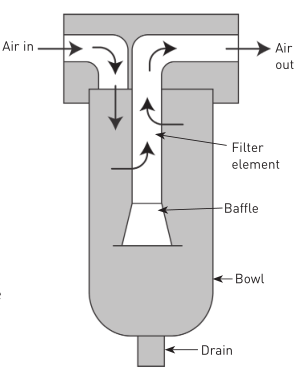 Air in
Air
out
Filter
element
Baffle
Bowl
Drain